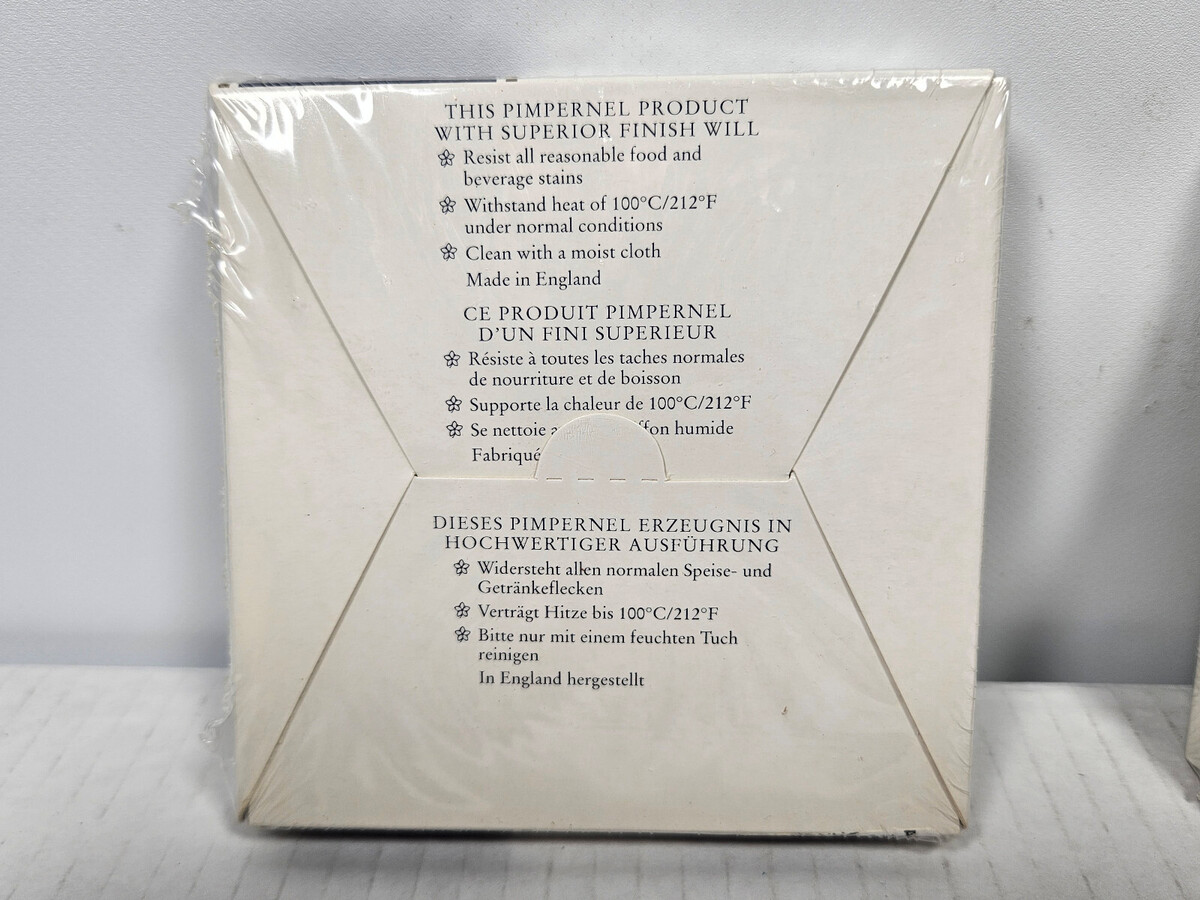 THIS PIMPERNEL PRODUCT
WITH SUPERIOR FINISH WILL
Resist all reasonable food and
beverage stains
Withstand heat of 100°C/212°F
under normal conditions
Clean with a moist cloth
Made in England
CE PRODUIT PIMPERNEL
D'UN FINI SUPERIEUR
Résiste à toutes les taches normales
de nourriture et de boisson
Supporte la chaleur de 100°C/212°F
Se nettoie humide
Fabriqué
DIESES PIMPERNEL ERZEUGNIS IN
HOCHWERTIGER AUSFÜHRUNG
Widersteht allen normalen Speise- und
Getränkeflecken
Verträgt Hitze bis 100°C/212°F
Bitte nur mit einem feuchten Tuch
reinigen
In England hergestellt